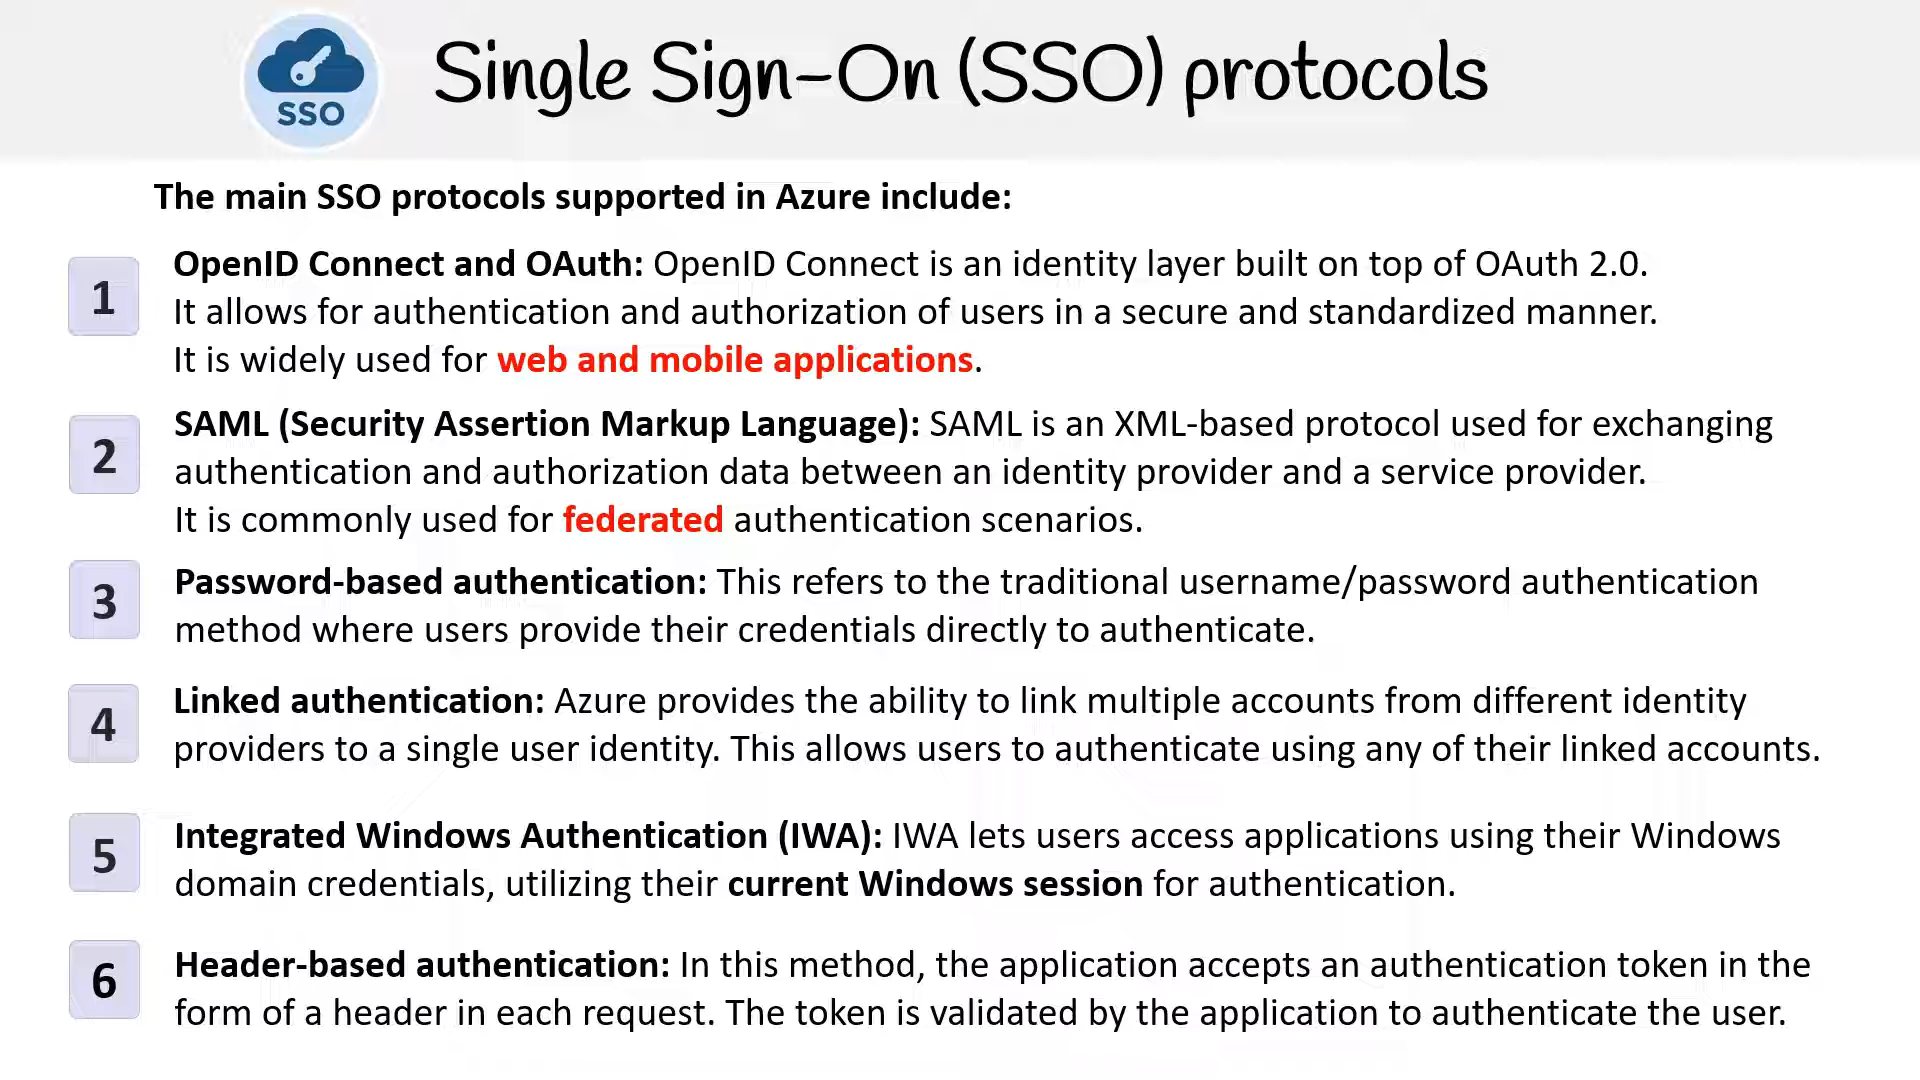 SSO
Single Sign-On (SSO) protocols
The main SSO protocols supported in Azure include:
1
OpenID Connect and OAuth: OpenID Connect is an identity layer built on top of OAuth 2.0.
It allows for authentication and authorization of users in a secure and standardized manner.
It is widely used for web and mobile applications.
2
SAML (Security Assertion Markup Language): SAML is an XML-based protocol used for exchanging
authentication and authorization data between an identity provider and a service provider.
It is commonly used for federated authentication scenarios.
3
Password-based authentication: This refers to the traditional username/password authentication
method where users provide their credentials directly to authenticate.
4
Linked authentication: Azure provides the ability to link multiple accounts from different identity
providers to a single user identity. This allows users to authenticate using any of their linked accounts.
5
Integrated Windows Authentication (IWA): IWA lets users access applications using their Windows
domain credentials, utilizing their current Windows session for authentication.
6
Header-based authentication: In this method, the application accepts an authentication token in the
form of a header in each request. The token is validated by the application to authenticate the user.